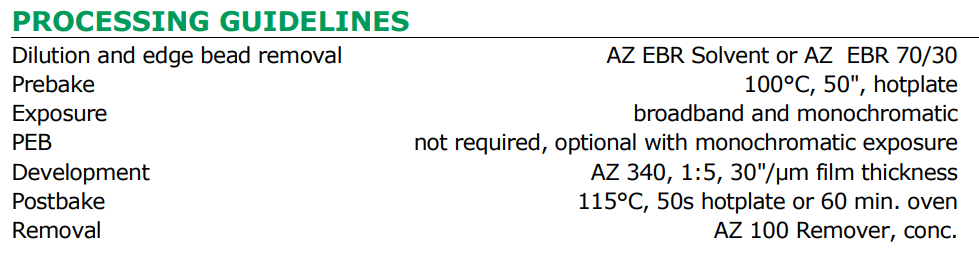 PROCESSING GUIDELINES
Dilution and edge bead removal AZ EBR Solvent or AZ EBR 70/30
Prebake 100°C, 50", hotplate
Exposure broadband and monochromatic
PEB not required, optional with monochromatic exposure
Development AZ 340, 1:5, 30"/µm film thickness
Postbake 115°C, 50s hotplate or 60 min. oven
Removal AZ 100 Remover, conc.